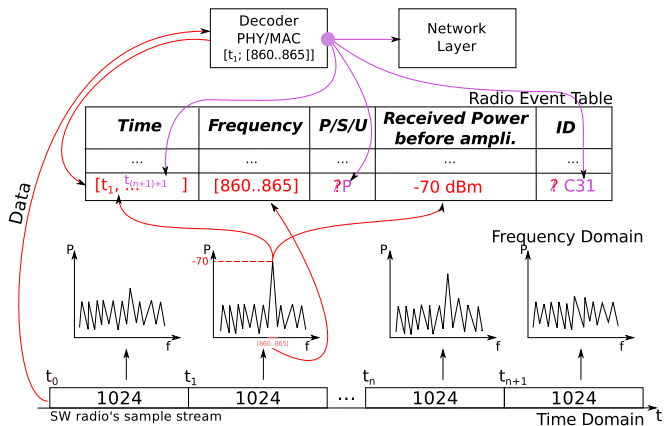 Decoder
PHY/MAC
[t1; [860..865]]
Network
Layer
Radio Event Table
Time Frequency P/S/U Received Power before ampli. ID
... ... ... ... ...
[t1, ... t(n+1)+1 ] [860..865] ?P -70 dBm ? C31
Data
Frequency Domain
P P P P
-70
[860..865]
f f f f
t0 t1 tn tn+1
1024 1024 ... 1024 1024
SW radio's sample stream
Time Domain
t